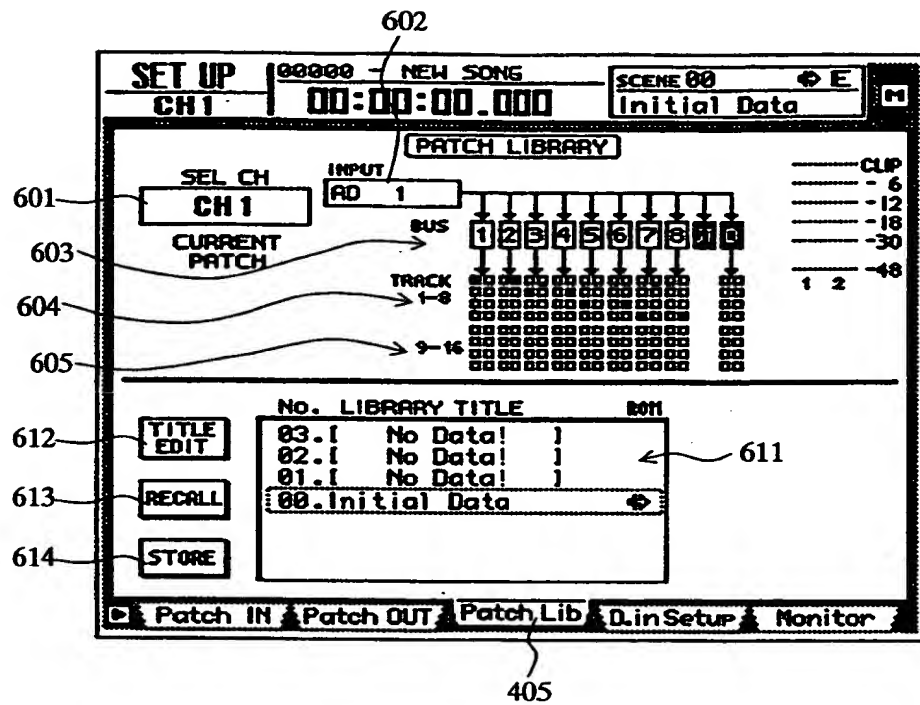 602
SET UP
CH1
00000 - NEW SONG
00:00:00.000
SCENE 00 E
Initial Data
M
PATCH LIBRARY
SEL CH
CH 1
CURRENT
PATCH
INPUT
AD 1
BUS
1 2 3 4 5 6 7 8
TRACK
1-8
9-16
CLIP
- 6
-12
-18
-30
-48
1 2
601
603
604
605
No. LIBRARY TITLE ROM
03.[ No Data! ]
02.[ No Data! ]
01.[ No Data! ]
00.Initial Data
611
TITLE
EDIT
612
RECALL
613
STORE
614
Patch IN Patch OUT Patch Lib D.in Setup Monitor
405